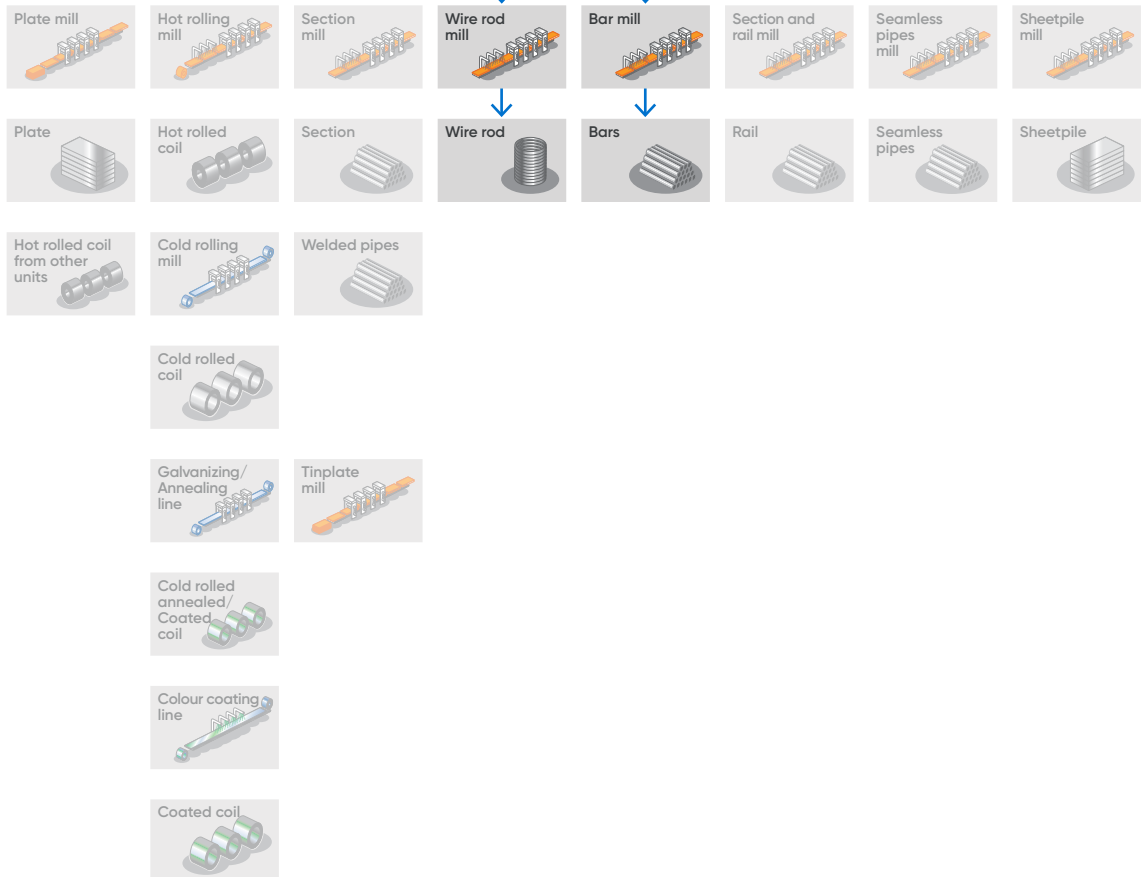 Plate mill
Hot rolling
mill
Section
mill
Wire rod
mill
Bar mill
Section and
rail mill
Seamless
pipes
mill
Sheetpile
mill
Plate
Hot rolled
coil
Section
Wire rod
Bars
Rail
Seamless
pipes
Sheetpile
Hot rolled coil
from other
units
Cold rolling
mill
Welded pipes
Cold rolled
coil
Galvanizing/
Annealing
line
Tinplate
mill
Cold rolled
annealed/
Coated
coil
Colour coating
line
Coated coil